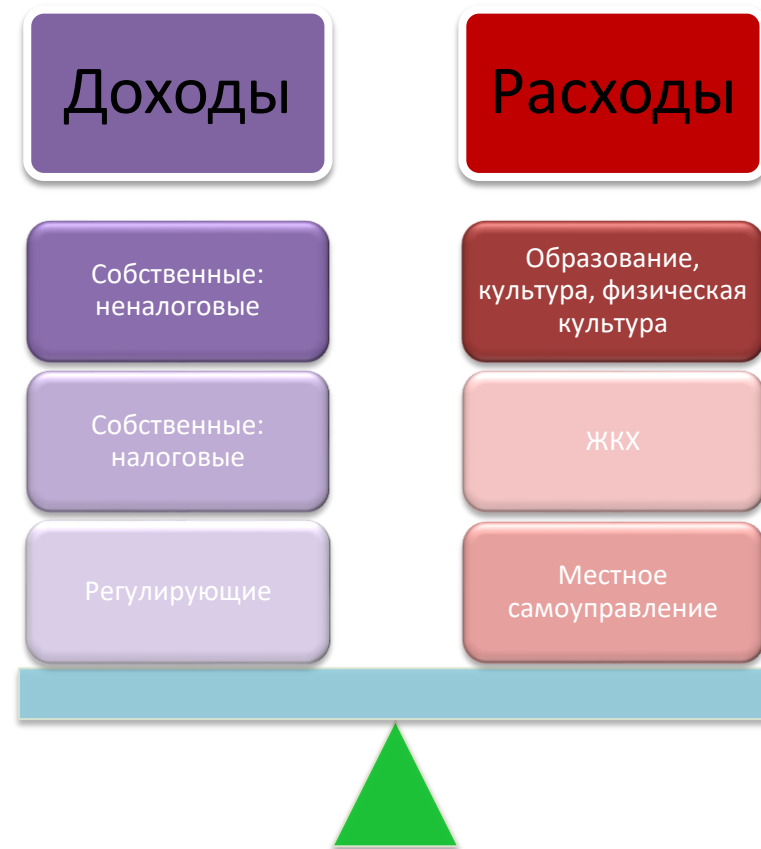 Доходы
Собственные:
неналоговые
Собственные:
налоговые
Регулирующие
Расходы
Образование,
культура, физическая
культура
ЖКХ
Местное
самоуправление